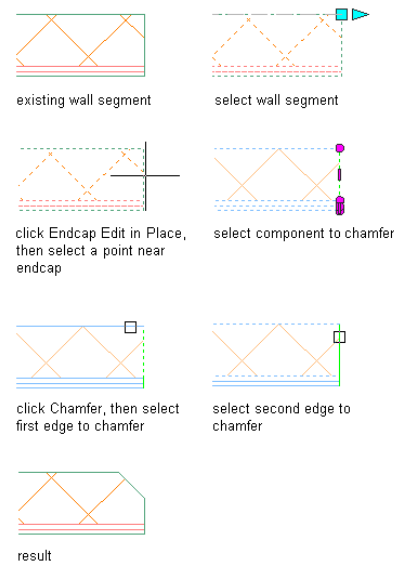 existing wall segment
select wall segment
click Endcap Edit in Place,
then select a point near
endcap
select component to chamfer
click Chamfer, then select
first edge to chamfer
select second edge to
chamfer
result